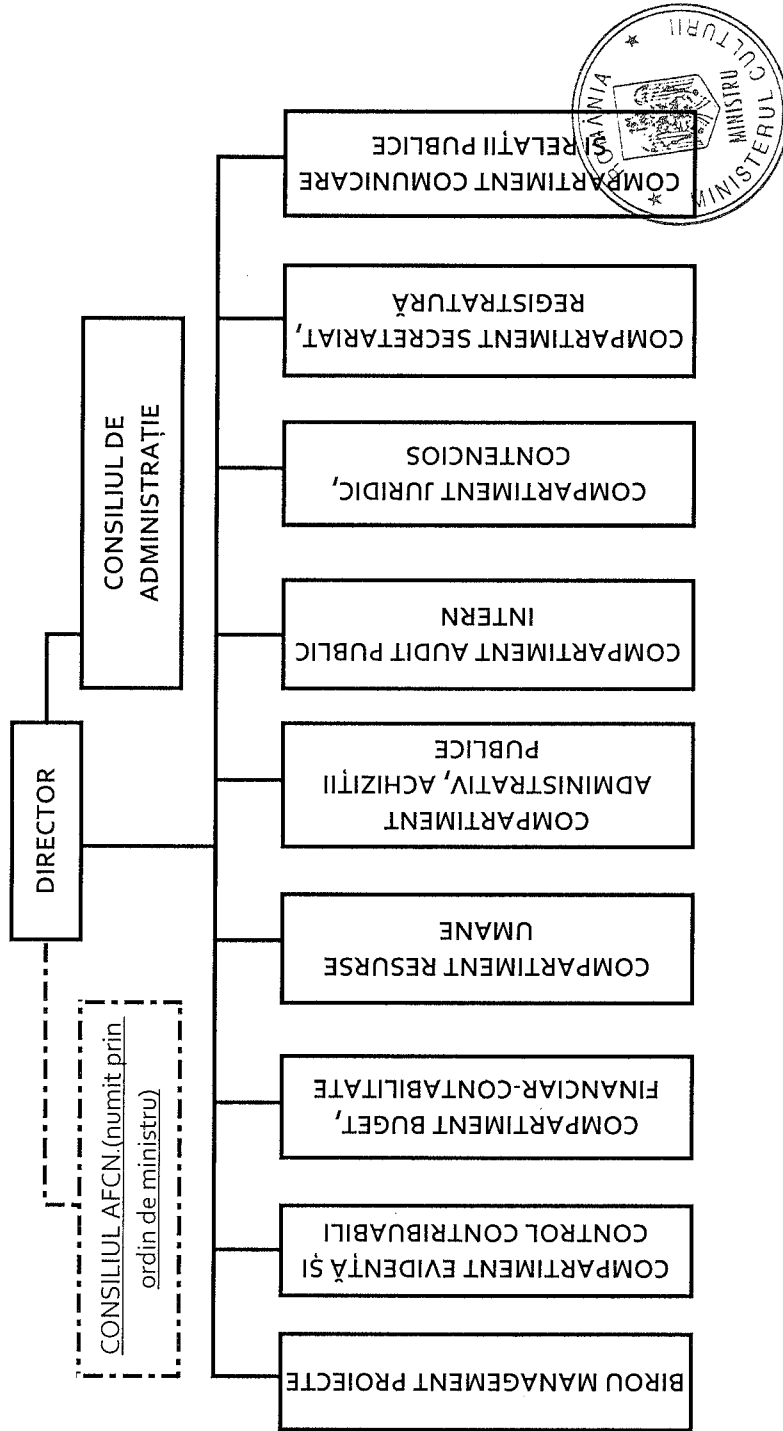 DIRECTOR
CONSILIUL AFCN.(numit prin
ordin de ministru)
CONSILIUL DE
ADMINISTRAȚIE
BIROU MANAGEMENT PROIECTE
COMPARTIMENT EVIDENȚĂ ȘI
CONTROL CONTRIBUABILI
COMPARTIMENT BUGET,
FINANCIAR-CONTABILITATE
COMPARTIMENT RESURSE
UMANE
COMPARTIMENT
ADMINISTRATIV, ACHIZIȚII
PUBLICE
COMPARTIMENT AUDIT PUBLIC
INTERN
COMPARTIMENT JURIDIC,
CONTENCIOS
COMPARTIMENT SECRETARIAT,
REGISTRATURĂ
COMPARTIMENT COMUNICARE
ȘI RELAȚII PUBLICE
ROMÂNIA
MINISTERUL CULTURII
MINISTRU